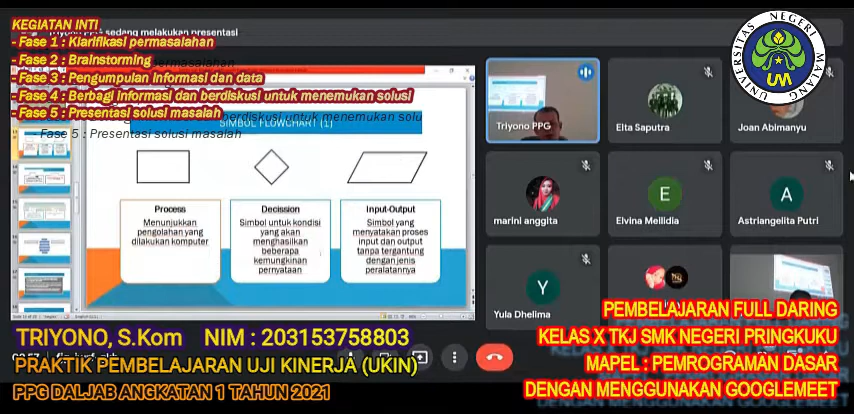 KEGIATAN INTI
- Fase 1 : Klarifikasi permasalahan
- Fase 2 : Brainstorming
- Fase 3 : Pengumpulan informasi dan data
- Fase 4 : Berbagi informasi dan berdiskusi untuk menemukan solusi
- Fase 5 : Presentasi solusi masalah
- Fase 5 : Presentasi solusi masalah
Triyono PPG sedang melakukan presentasi
UNIVERSITAS NEGERI MALANG
UM
SIMBOL FLOWCHART (1)
Process
Menunjukkan
pengolahan yang
dilakukan komputer
Decission
Simbol untuk kondisi
yang akan
menghasilkan
beberapa
kemungkinan
pernyataan
Input-Output
Simbol yang
menyatakan proses
input dan output
tanpa tergantung
dengan jenis
peralatannya
Triyono PPG
Elta Saputra
Joan Abimanyu
marini anggita
E
Elvina Meilidia
A
Astriangelita Putri
Y
Yula Dhelima
TRIYONO, S.Kom NIM : 203153758803
PRAKTIK PEMBELAJARAN UJI KINERJA (UKIN)
PPG DALJAB ANGKATAN 1 TAHUN 2021
PEMBELAJARAN FULL DARING
KELAS X TKJ SMK NEGERI PRINGKUKU
MAPEL : PEMROGRAMAN DASAR
DENGAN MENGGUNAKAN GOOGLEMEET